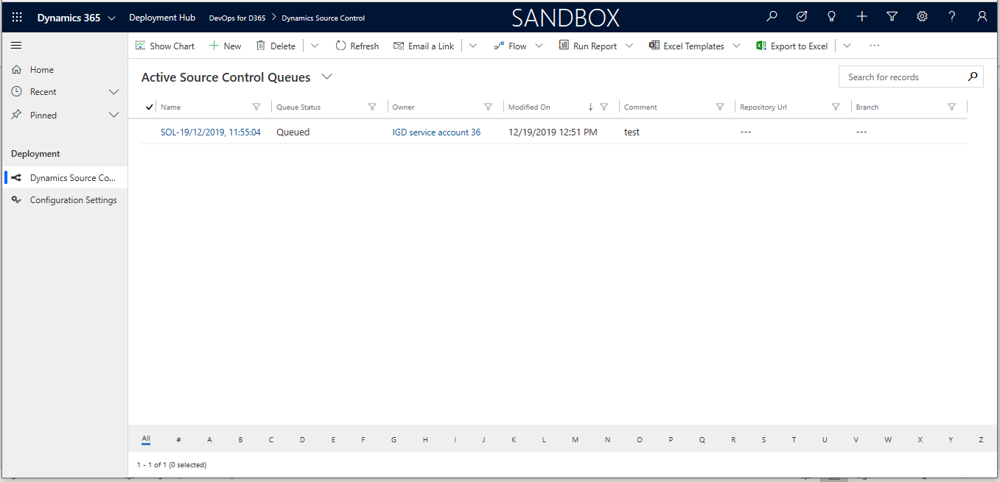 Dynamics 365 Deployment Hub DevOps for D365 > Dynamics Source Control SANDBOX ?
Show Chart New Delete Refresh Email a Link Flow Run Report Excel Templates Export to Excel ...
Home
Recent
Pinned
Deployment
Dynamics Source Co...
Configuration Settings
Active Source Control Queues
Search for records
Name Queue Status Owner Modified On Comment Repository Url Branch
SOL-19/12/2019, 11:55:04 Queued IGD service account 36 12/19/2019 12:51 PM test --- ---
All # A B C D E F G H I J K L M N O P Q R S T U V W X Y Z
1 - 1 of 1 (0 selected)